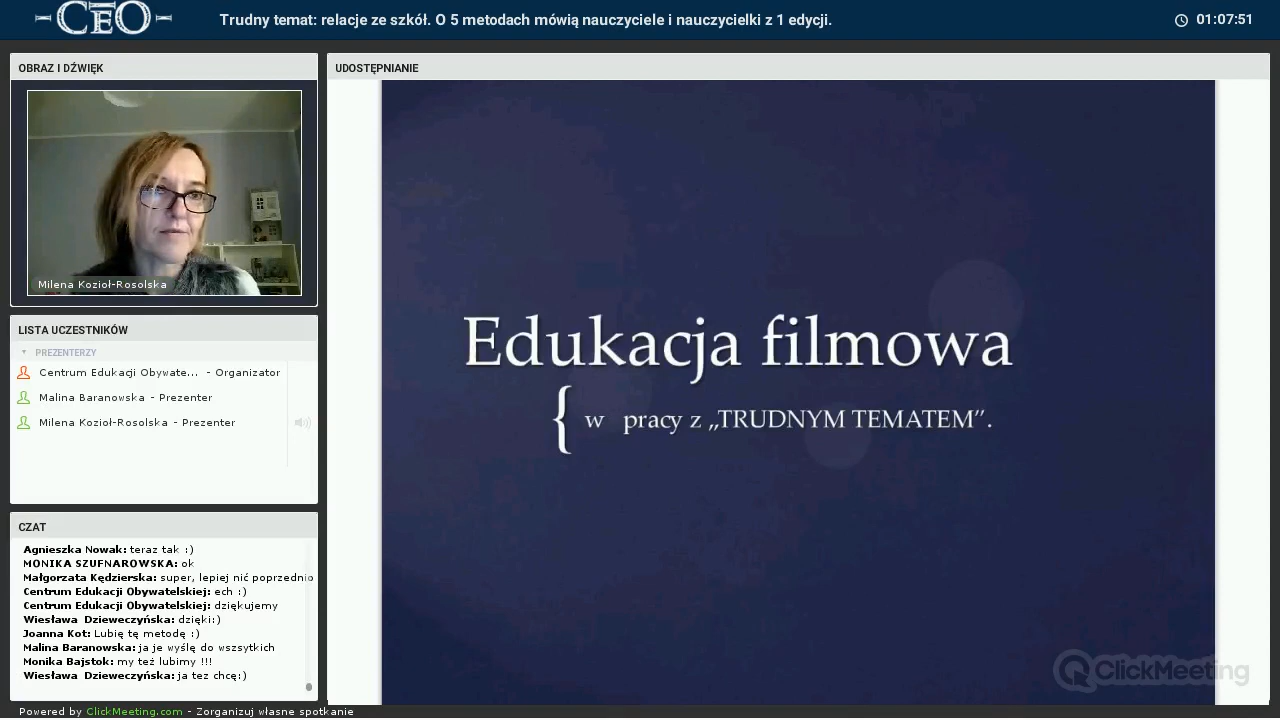 CEO
Trudny temat: relacje ze szkół. O 5 metodach mówią nauczyciele i nauczycielki z 1 edycji.
01:07:51
OBRAZ I DŹWIĘK
Milena Kozioł-Rosolska
LISTA UCZESTNIKÓW
PREZENTERZY
Centrum Edukacji Obywate... - Organizator
Malina Baranowska - Prezenter
Milena Kozioł-Rosolska - Prezenter
CZAT
Agnieszka Nowak: teraz tak :)
MONIKA SZUFNAROWSKA: ok
Małgorzata Kędzierska: super, lepiej nić poprzednio
Centrum Edukacji Obywatelskiej: ech :)
Centrum Edukacji Obywatelskiej: dziękujemy
Wiesława Dzieweczyńska: dzięki:)
Joanna Kot: Lubię tę metodę :)
Malina Baranowska: ja je wyślę do wszsytkich
Monika Bajstok: my też lubimy !!!
Wiesława Dzieweczyńska: ja tez chcę:)
Powered by ClickMeeting.com - Zorganizuj własne spotkanie
UDOSTĘPNIANIE
Edukacja filmowa
{ w pracy z „TRUDNYM TEMATEM”.
ClickMeeting